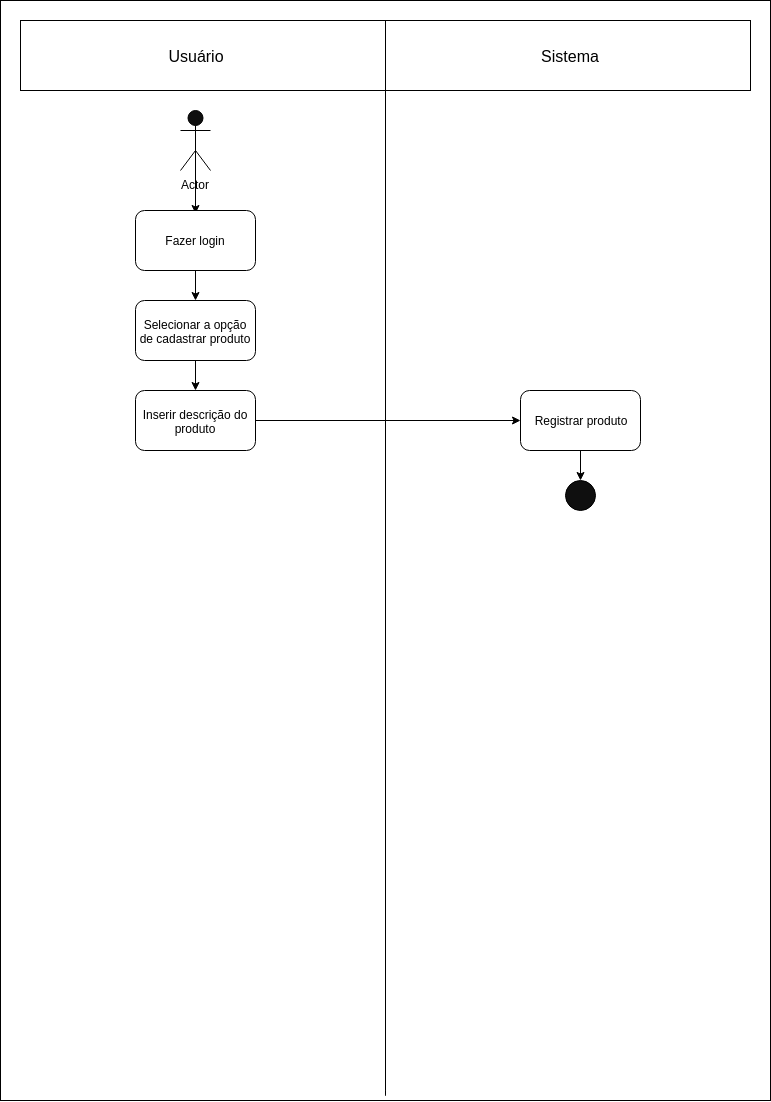 Usuário
Sistema
Actor
Fazer login
Selecionar a opção
de cadastrar produto
Inserir descrição do
produto
Registrar produto